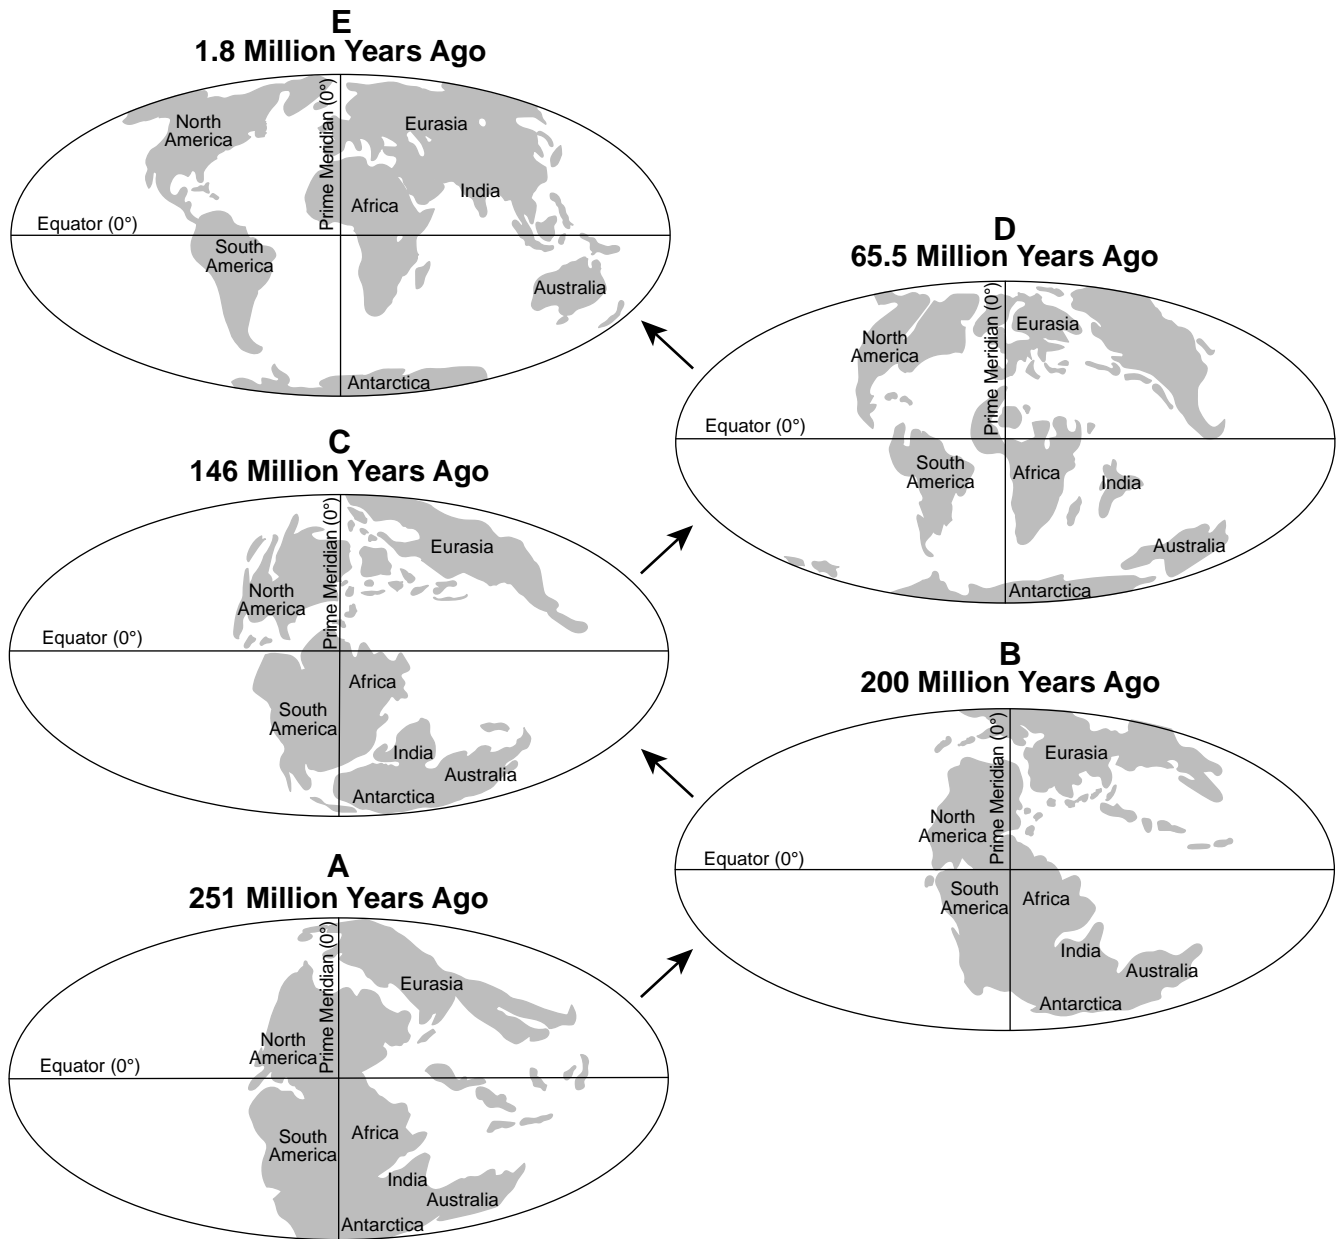 E
1.8 Million Years Ago
North
America
Prime Meridian (0°)
Eurasia
India
Africa
Equator (0°)
South
America
Australia
Antarctica
D
65.5 Million Years Ago
North
America
Prime Meridian (0°)
Eurasia
Equator (0°)
South
America
Africa
India
Australia
Antarctica
C
146 Million Years Ago
North
America
Prime Meridian (0°)
Eurasia
Equator (0°)
Africa
South
America
India
Australia
Antarctica
B
200 Million Years Ago
Prime Meridian (0°)
Eurasia
North
America
Equator (0°)
South
America
Africa
India
Australia
Antarctica
A
251 Million Years Ago
Prime Meridian (0°)
Eurasia
North
America
Equator (0°)
South
America
Africa
India
Australia
Antarctica